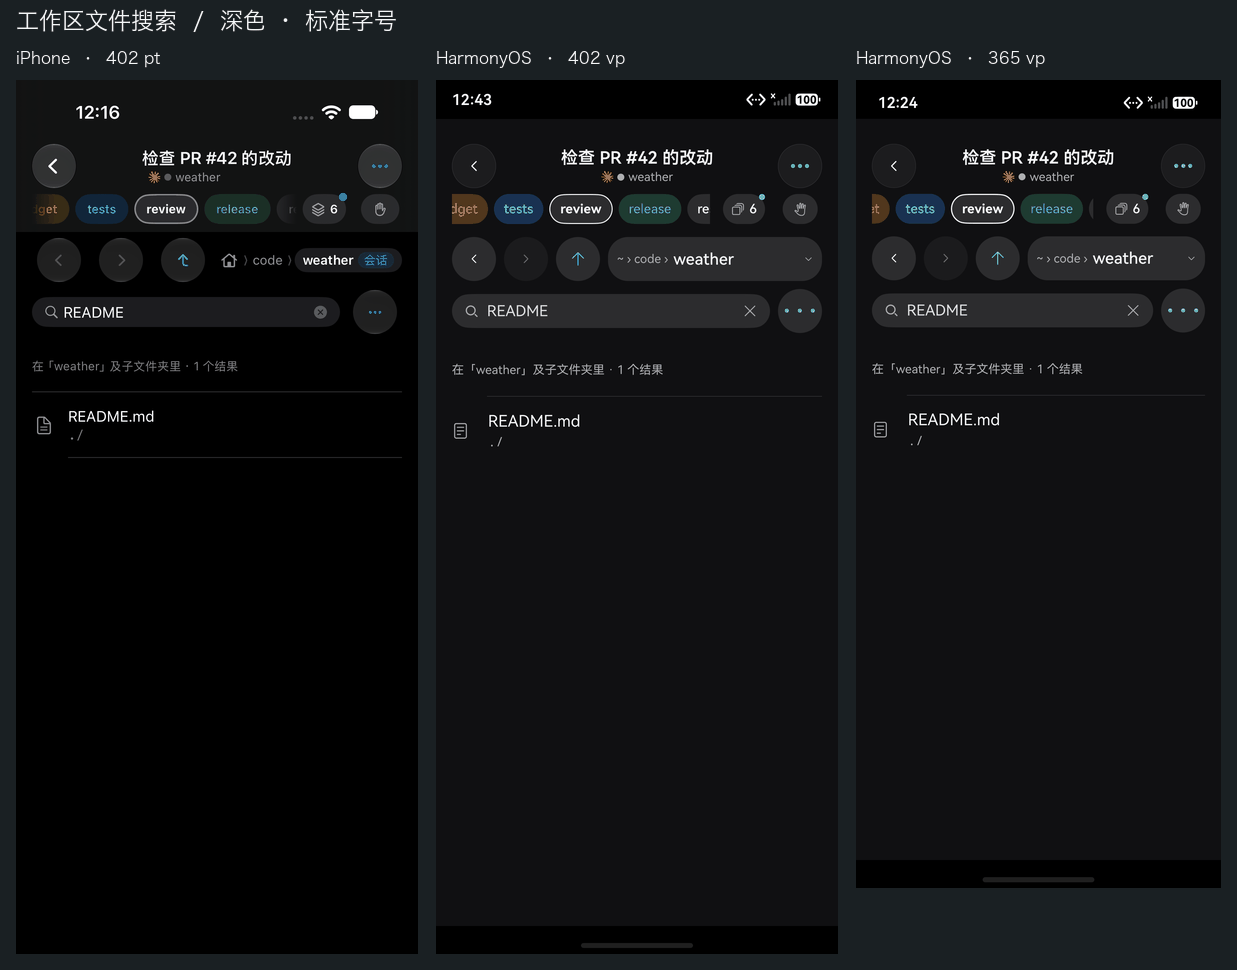 工作区文件搜索 / 深色 · 标准字号
iPhone · 402 pt
12:16
检查 PR #42 的改动
weather
tests review release 6
code 〉 weather 会话
README
在「weather」及子文件夹里 · 1 个结果
README.md
./
HarmonyOS · 402 vp
12:43 100
检查 PR #42 的改动
weather
dget tests review release re 6
~ › code › weather
README
在「weather」及子文件夹里 · 1 个结果
README.md
./
HarmonyOS · 365 vp
12:24 100
检查 PR #42 的改动
weather
et tests review release 6
~ › code › weather
README
在「weather」及子文件夹里 · 1 个结果
README.md
./